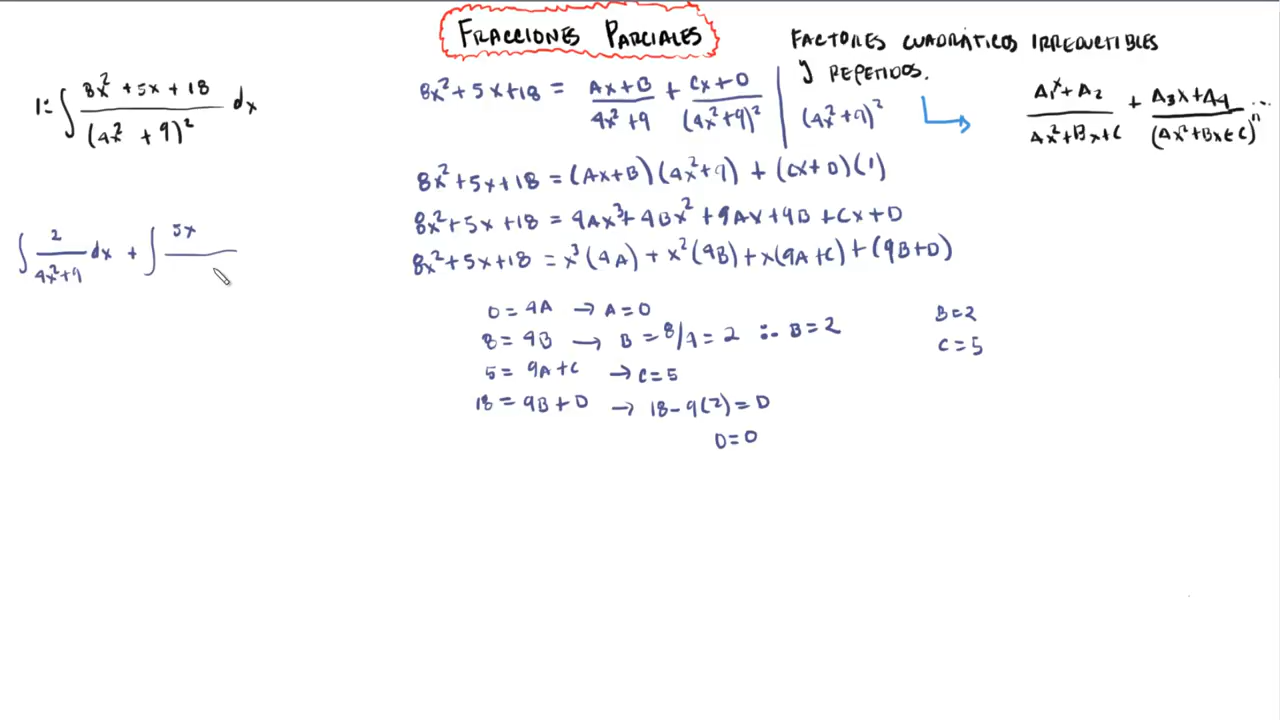 FRACCIONES PARCIALES
FACTORES CUADRÁTICOS IRREDUCTIBLES
y REPETIDOS.
A₁x + A₂ / Ax² + Bx + C + A₃x + A₄ / (Ax² + Bx + C)ⁿ ...
I = ∫ 8x² + 5x + 18 / (4x² + 9)² dx
8x² + 5x + 18 = Ax + B / 4x² + 9 + Cx + D / (4x² + 9)² | (4x² + 9)²
8x² + 5x + 18 = (Ax + B)(4x² + 9) + (Cx + D)(1)
8x² + 5x + 18 = 4Ax³ + 4Bx² + 9Ax + 9B + Cx + D
8x² + 5x + 18 = x³(4A) + x²(4B) + x(9A + C) + (9B + D)
∫ 2 / 4x² + 9 dx + ∫ 5x
0 = 4A → A = 0
8 = 4B → B = 8/4 = 2 ∴ B = 2
5 = 9A + C → C = 5
18 = 9B + D → 18 - 9(2) = D
D = 0
B = 2
C = 5